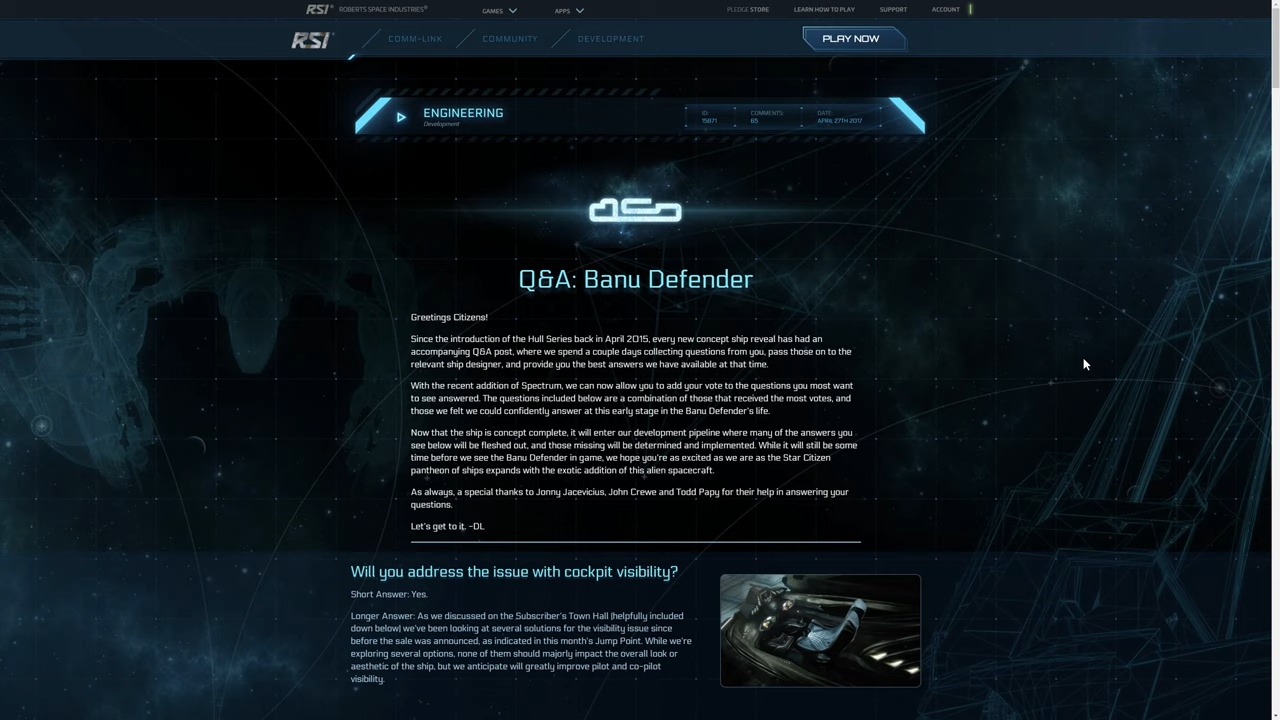 RSI ROBERTS SPACE INDUSTRIES®
GAMES
APPS
PLEDGE STORE
LEARN HOW TO PLAY
SUPPORT
ACCOUNT
RSI
COMM-LINK
COMMUNITY
DEVELOPMENT
PLAY NOW
ENGINEERING
Development
ID:
15871
COMMENTS:
65
DATE:
APRIL 27TH 2017
Q&A: Banu Defender
Greetings Citizens!
Since the introduction of the Hull Series back in April 2015, every new concept ship reveal has had an
accompanying Q&A post, where we spend a couple days collecting questions from you, pass those on to the
relevant ship designer, and provide you the best answers we have available at that time.
With the recent addition of Spectrum, we can now allow you to add your vote to the questions you most want
to see answered. The questions included below are a combination of those that received the most votes, and
those we felt we could confidently answer at this early stage in the Banu Defender's life.
Now that the ship is concept complete, it will enter our development pipeline where many of the answers you
see below will be fleshed out, and those missing will be determined and implemented. While it will still be some
time before we see the Banu Defender in game, we hope you're as excited as we are as the Star Citizen
pantheon of ships expands with the exotic addition of this alien spacecraft.
As always, a special thanks to Jonny Jacevicius, John Crewe and Todd Papy for their help in answering your
questions.
Let's get to it. -DL
Will you address the issue with cockpit visibility?
Short Answer: Yes.
Longer Answer: As we discussed on the Subscriber's Town Hall (helpfully included
down below) we've been looking at several solutions for the visibility issue since
before the sale was announced, as indicated in this month's Jump Point. While we're
exploring several options, none of them should majorly impact the overall look or
aesthetic of the ship, but we anticipate will greatly improve pilot and co-pilot
visibility.